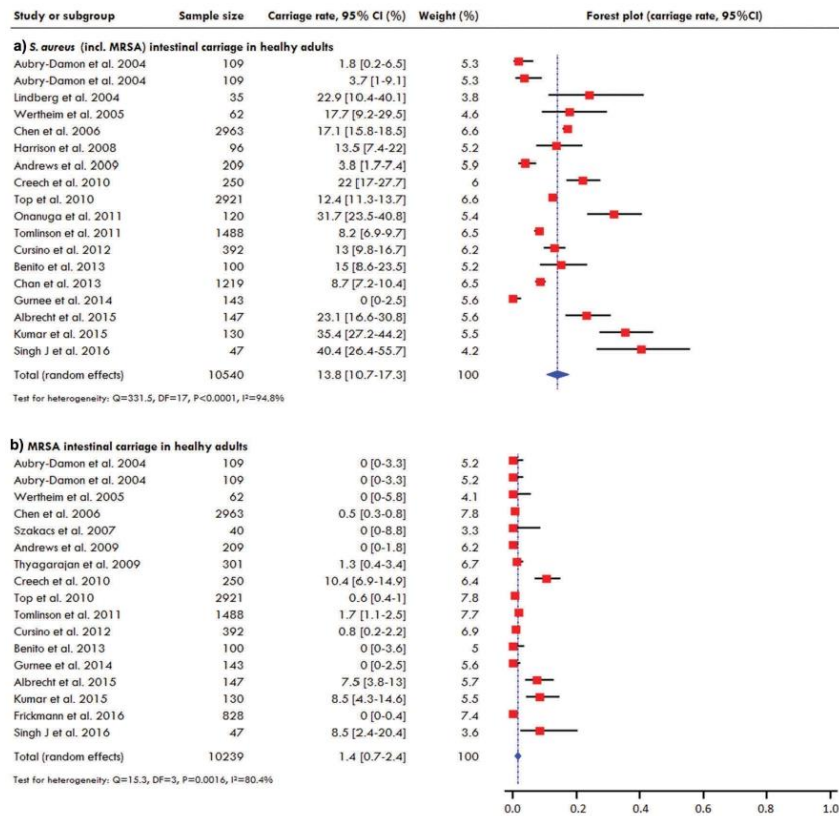 Study or subgroup Sample size Carriage rate, 95% CI (%) Weight (%) Forest plot (carriage rate, 95%CI)
a) S. aureus (incl. MRSA) intestinal carriage in healthy adults
Aubry-Damon et al. 2004 109 1.8 (0.2-6.5) 5.3
Aubry-Damon et al. 2004 109 3.7 (1-9.1) 5.3
Lindberg et al. 2004 35 22.9 (10.4-40.1) 3.8
Wertheim et al. 2005 62 17.7 (9.2-29.5) 4.6
Chen et al. 2006 2963 17.1 (15.8-18.5) 6.6
Harrison et al. 2008 96 13.5 (7.4-22) 5.2
Andrews et al. 2009 209 3.8 (1.7-7.4) 5.9
Creech et al. 2010 250 22 (17-27.7) 6
Top et al. 2010 2921 12.4 (11.3-13.7) 6.6
Onanuga et al. 2011 120 31.7 (23.5-40.8) 5.4
Tomlinson et al. 2011 1488 8.2 (6.9-9.7) 6.5
Cursino et al. 2012 392 13 (9.8-16.7) 6.2
Benito et al. 2013 100 15 (8.6-23.5) 5.2
Chan et al. 2013 1219 8.7 (7.2-10.4) 6.5
Gurnee et al. 2014 143 0 (0-2.5) 5.6
Albrecht et al. 2015 147 23.1 (16.6-30.8) 5.6
Kumar et al. 2015 130 35.4 (27.2-44.2) 5.5
Singh J et al. 2016 47 40.4 (26.4-55.7) 4.2
Total (random effects) 10540 13.8 (10.7-17.3) 100
Test for heterogeneity: Q=331.5, DF=17, P<0.0001, I²=94.8%
b) MRSA intestinal carriage in healhy adults
Aubry-Damon et al. 2004 109 0 [0-3.3) 5.2
Aubry-Damon et al. 2004 109 0 [0-3.3) 5.2
Wertheim et al. 2005 62 0 [0-5.8) 4.1
Chen et al. 2006 2963 0.5 [0.3-0.8) 7.8
Szakacs et al. 2007 40 0 [0-8.8) 3.3
Andrews et al. 2009 209 0 [0-1.8) 6.2
Thyagarajan et al. 2009 301 1.3 (0.4-3.4) 6.7
Creech et al. 2010 250 10.4 [6.9-14.9) 6.4
Top et al. 2010 2921 0.6 [0.4-1) 7.8
Tomlinson et al. 2011 1488 1.7 [1.1-2.5) 7.7
Cursino et al. 2012 392 0.8 [0.2-2.2) 6.9
Benito et al. 2013 100 0 [0-3.6) 5
Gurnee et al. 2014 143 0 [0-2.5) 5.6
Albrecht et al. 2015 147 7.5 [3.8-13) 5.7
Kumar et al. 2015 130 8.5 [4.3-14.6) 5.5
Frickmann et al. 2016 828 0 [0-0.4) 7.4
Singh J et al. 2016 47 8.5 [2.4-20.4) 3.6
Total (random effects) 10239 1.4 (0.7-2.4) 100
Test for heterogeneity: Q=15.3, DF=3, P=0.0016, I²=80.4%
0.0 0.2 0.4 0.6 0.8 1.0